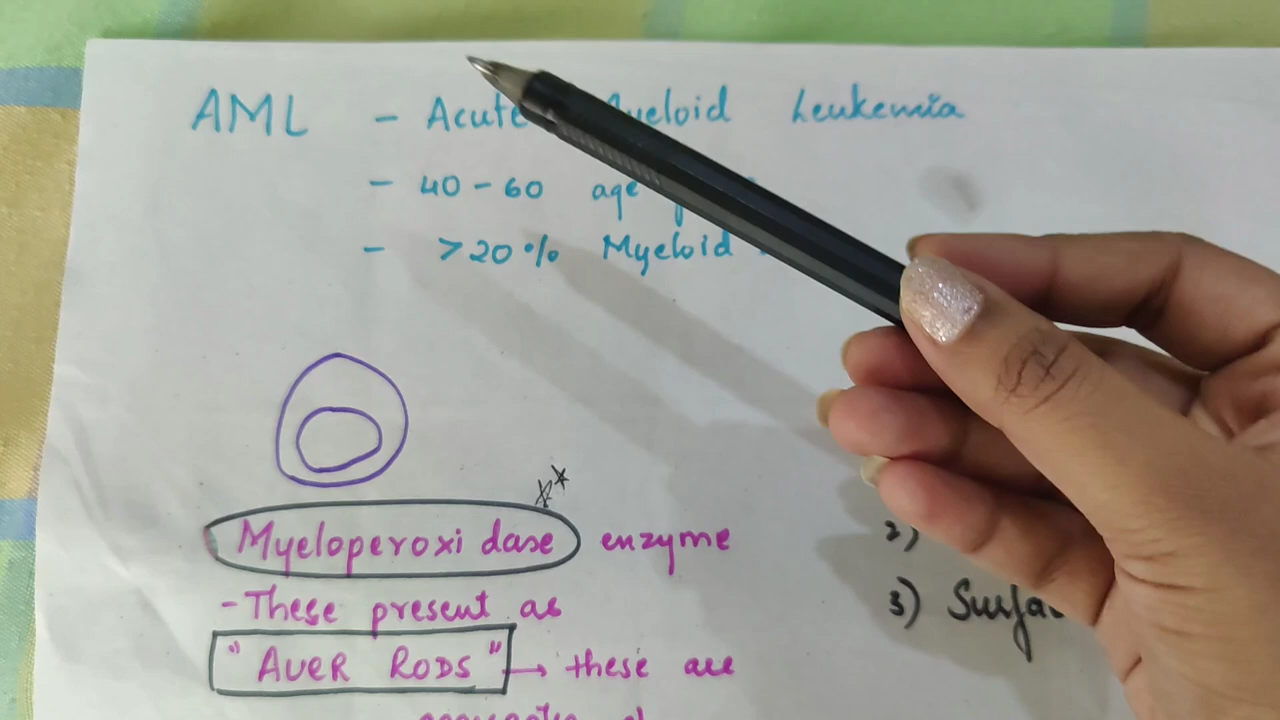 AML - Acute Myeloid Leukemia
- 40-60 age
- >20% Myeloid
Myeloperoxidase enzyme
- These present as
"AUER RODS" → these are
2)
3)